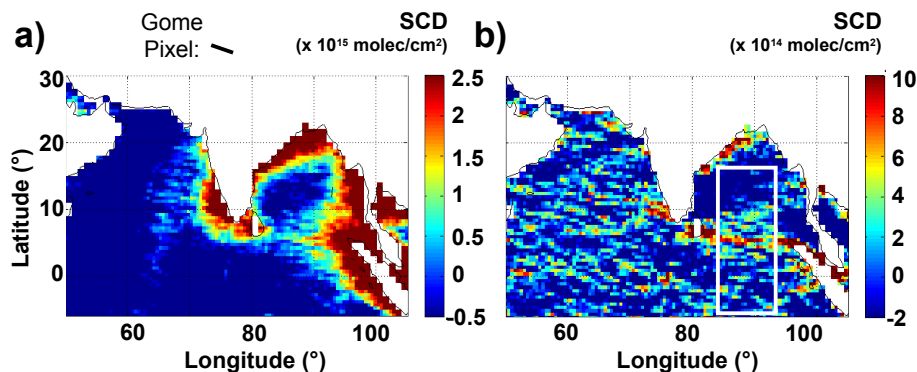 a)
Gome
Pixel:
SCD
(x 10¹⁵ molec/cm²)
30
20
10
0
Latitude (°)
60 80 100
Longitude (°)
2.5
2
1.5
1
0.5
0
-0.5
b)
SCD
(x 10¹⁴ molec/cm²)
60 80 100
Longitude (°)
10
8
6
4
2
0
-2